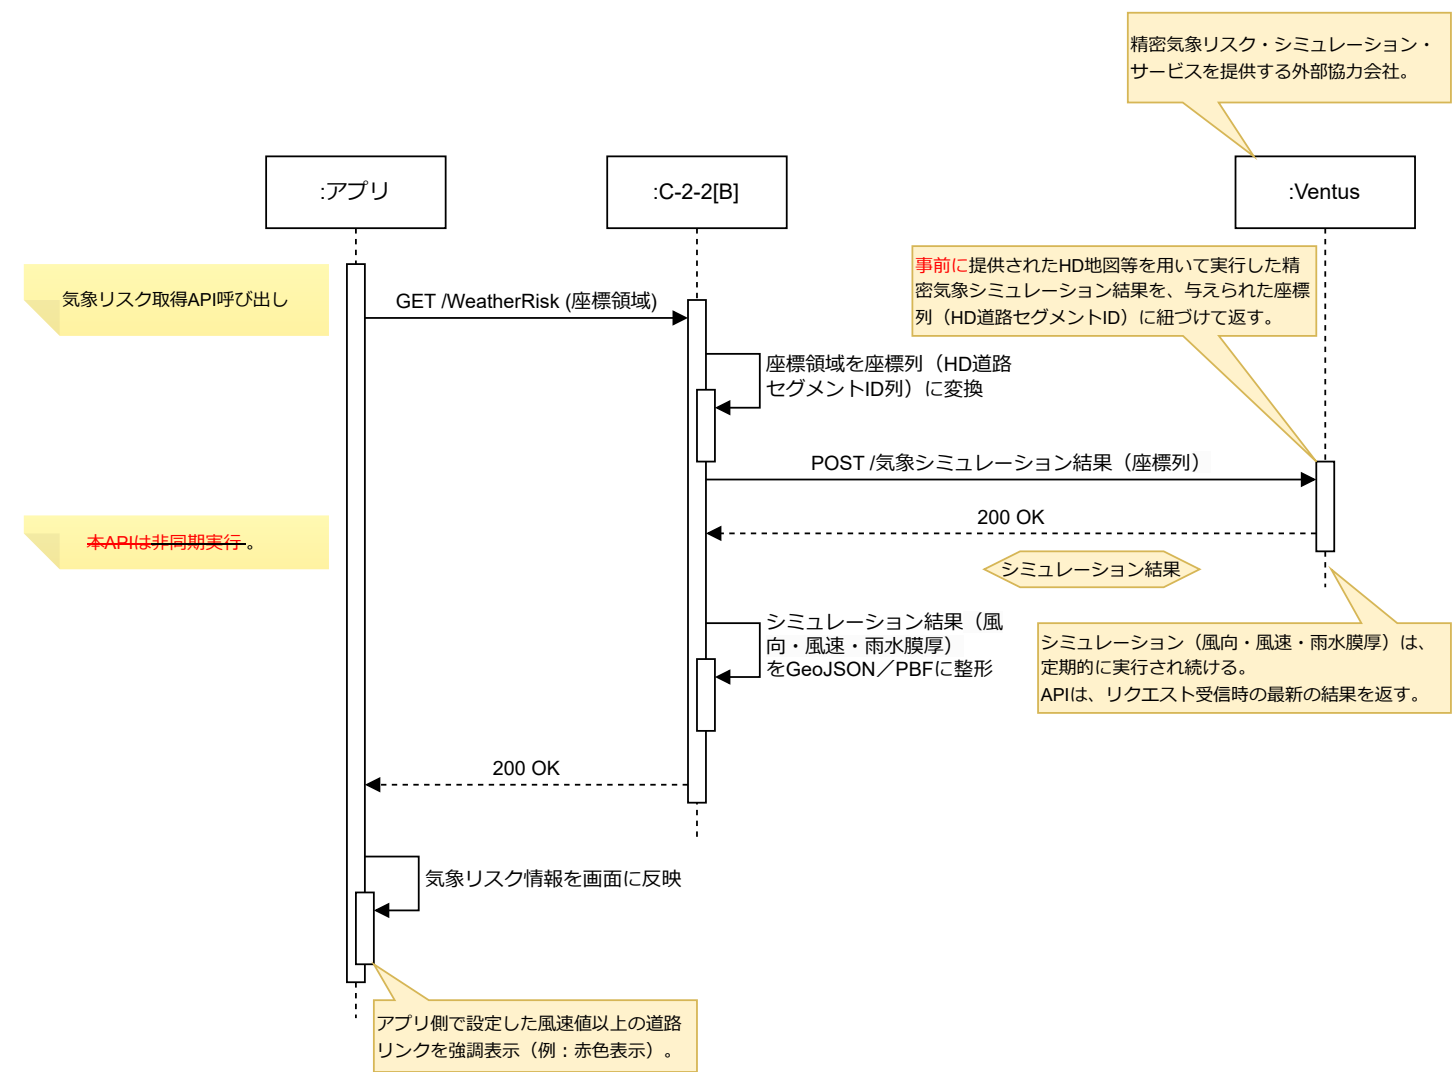 精密気象リスク・シミュレーション・
サービスを提供する外部協力会社。
:アプリ
:C-2-2[B]
:Ventus
気象リスク取得API呼び出し
GET /WeatherRisk (座標領域)
事前に提供されたHD地図等を用いて実行した精
密気象シミュレーション結果を、与えられた座標
列（HD道路セグメントID）に紐づけて返す。
座標領域を座標列（HD道路
セグメントID列）に変換
POST /気象シミュレーション結果（座標列）
200 OK
本APIは非同期実行 。
シミュレーション結果
シミュレーション結果（風
向・風速・雨水膜厚）
をGeoJSON／PBFに整形
シミュレーション（風向・風速・雨水膜厚）は、
定期的に実行され続ける。
APIは、リクエスト受信時の最新の結果を返す。
200 OK
気象リスク情報を画面に反映
アプリ側で設定した風速値以上の道路
リンクを強調表示（例：赤色表示）。